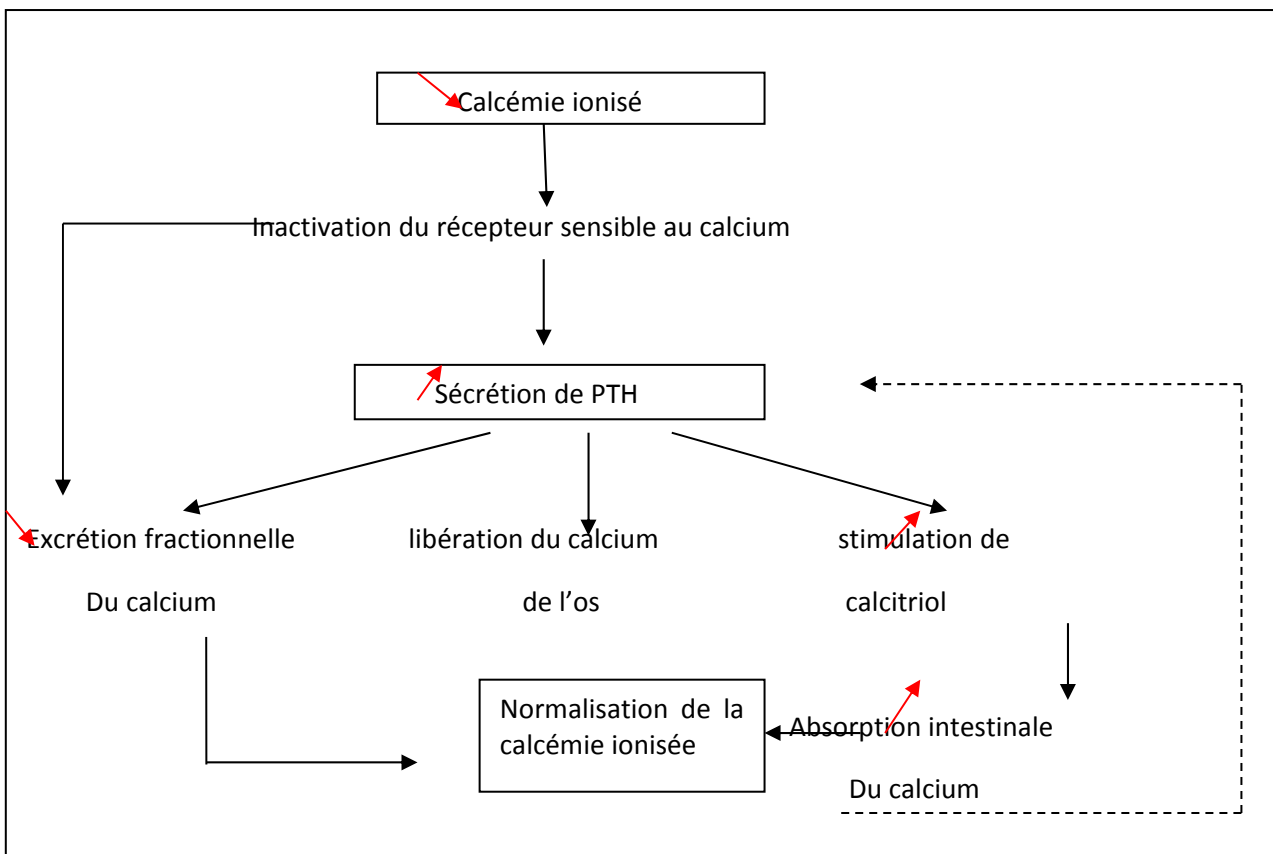 Calcémie ionisé
Inactivation du récepteur sensible au calcium
Sécrétion de PTH
Excrétion fractionnelle
Du calcium
libération du calcium
de l’os
stimulation de
calcitriol
Normalisation de la
calcémie ionisée
Absorption intestinale
Du calcium